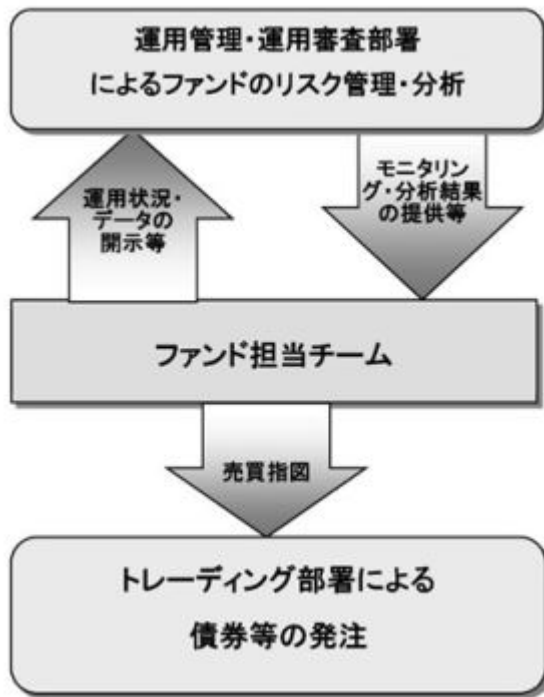 運用管理・運用審査部署
によるファンドのリスク管理・分析
運用状況・
データの
開示等
モニタリン
グ・分析結果
の提供等
ファンド担当チーム
売買指図
トレーディング部署による
債券等の発注